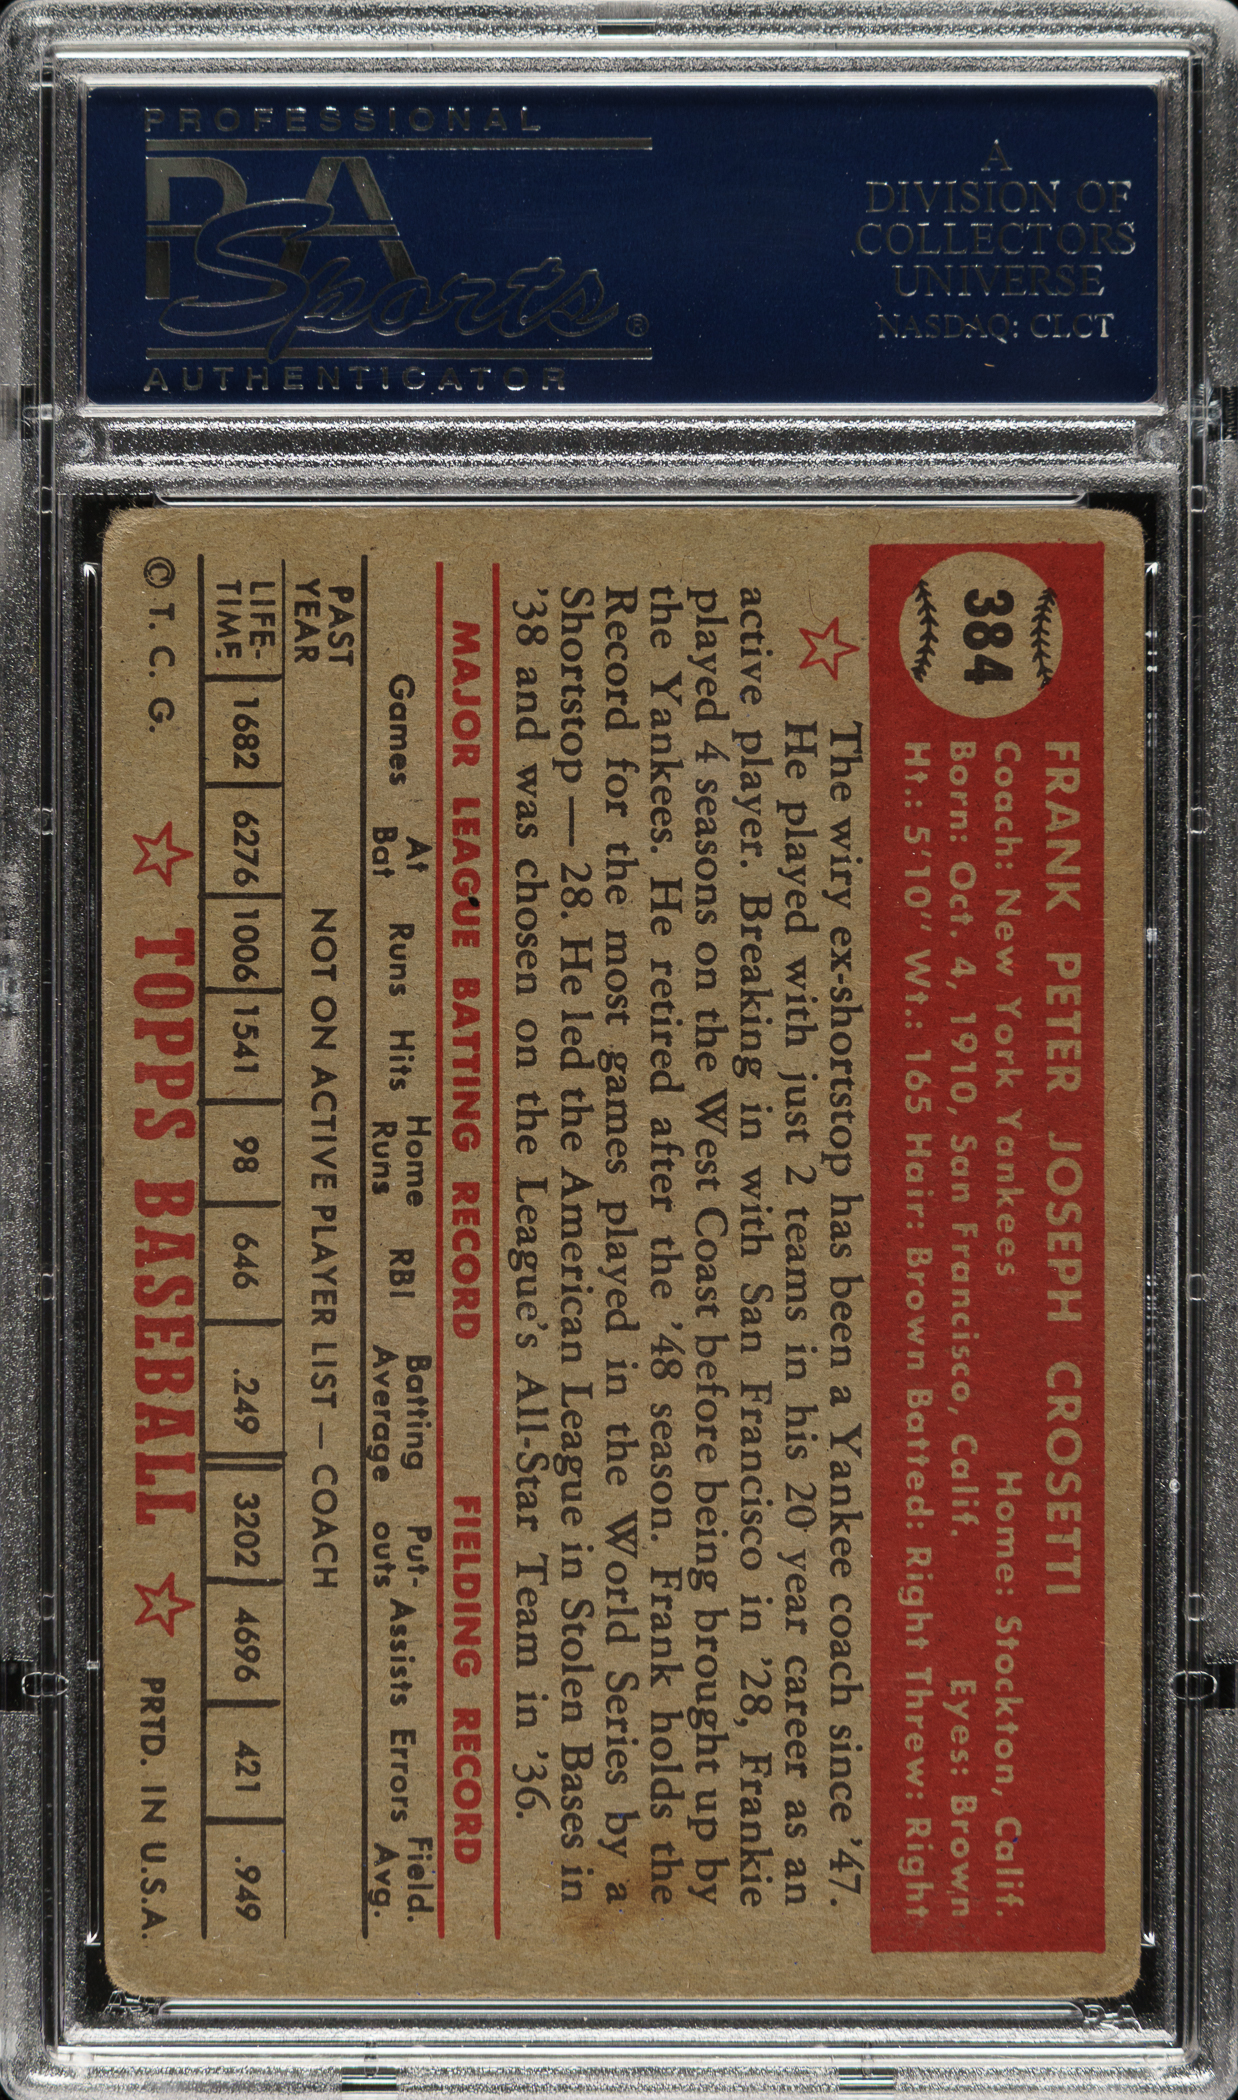 PROFESSIONAL
PSA
Sports®
AUTHENTICATOR
A
DIVISION OF
COLLECTORS
UNIVERSE
NASDAQ: CLCT
384
FRANK PETER JOSEPH CROSETTI
Coach: New York Yankees Home: Stockton, Calif.
Born: Oct. 4, 1910, San Francisco, Calif. Eyes: Brown
Ht.: 5'10" Wt.: 165 Hair: Brown Batted: Right Threw: Right
The wiry ex-shortstop has been a Yankee coach since '47.
He played with just 2 teams in his 20 year career as an
active player. Breaking in with San Francisco in '28, Frankie
played 4 seasons on the West Coast before being brought up by
the Yankees. He retired after the '48 season. Frank holds the
Record for the most games played in the World Series by a
Shortstop — 28. He led the American League in Stolen Bases in
'38 and was chosen on the League's All-Star Team in '36.
MAJOR LEAGUE BATTING RECORD FIELDING RECORD
Games At Bat Runs Hits Home Runs RBI Batting Average Put-outs Assists Errors Field. Avg.
PAST YEAR NOT ON ACTIVE PLAYER LIST — COACH
LIFE-TIME 1682 6276 1006 1541 98 646 .249 3202 4696 421 .949
© T. C. G. TOPPS BASEBALL PRTD. IN U.S.A.
PSA
PSA